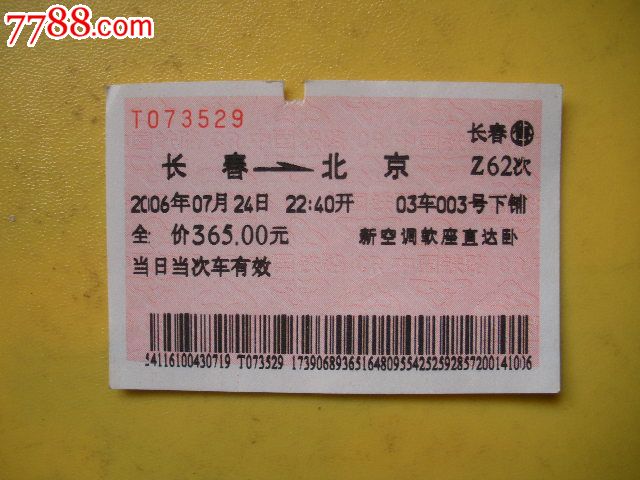 7788.com
T073529
长春售
长春→北京 Z62次
2006年07月24日 22:40开 03车003号下铺
全 价365.00元 新空调软座直达卧
当日当次车有效
54116100430719 T073529 17390689365164809554252592857200141006